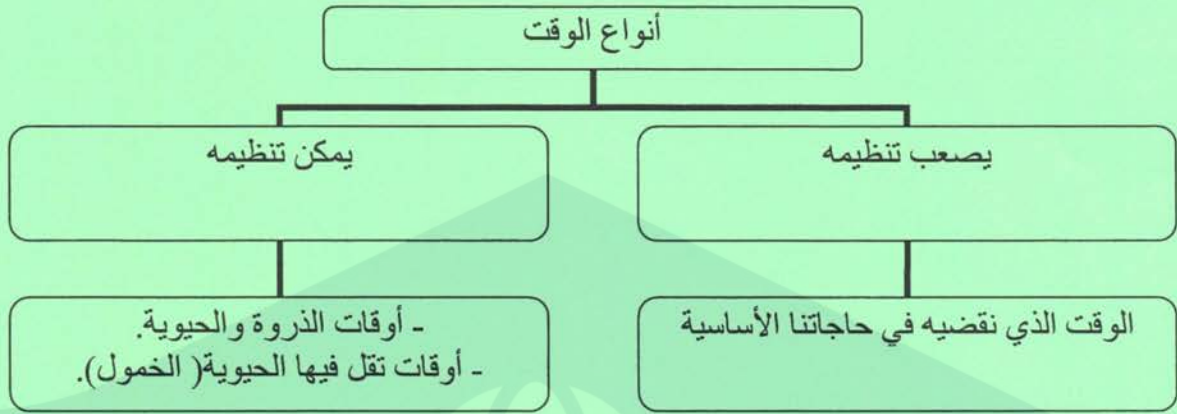 أنواع الوقت
يصعب تنظيمه
يمكن تنظيمه
الوقت الذي نقضيه في حاجاتنا الأساسية
- أوقات الذروة والحيوية.
- أوقات تقل فيها الحيوية( الخمول).